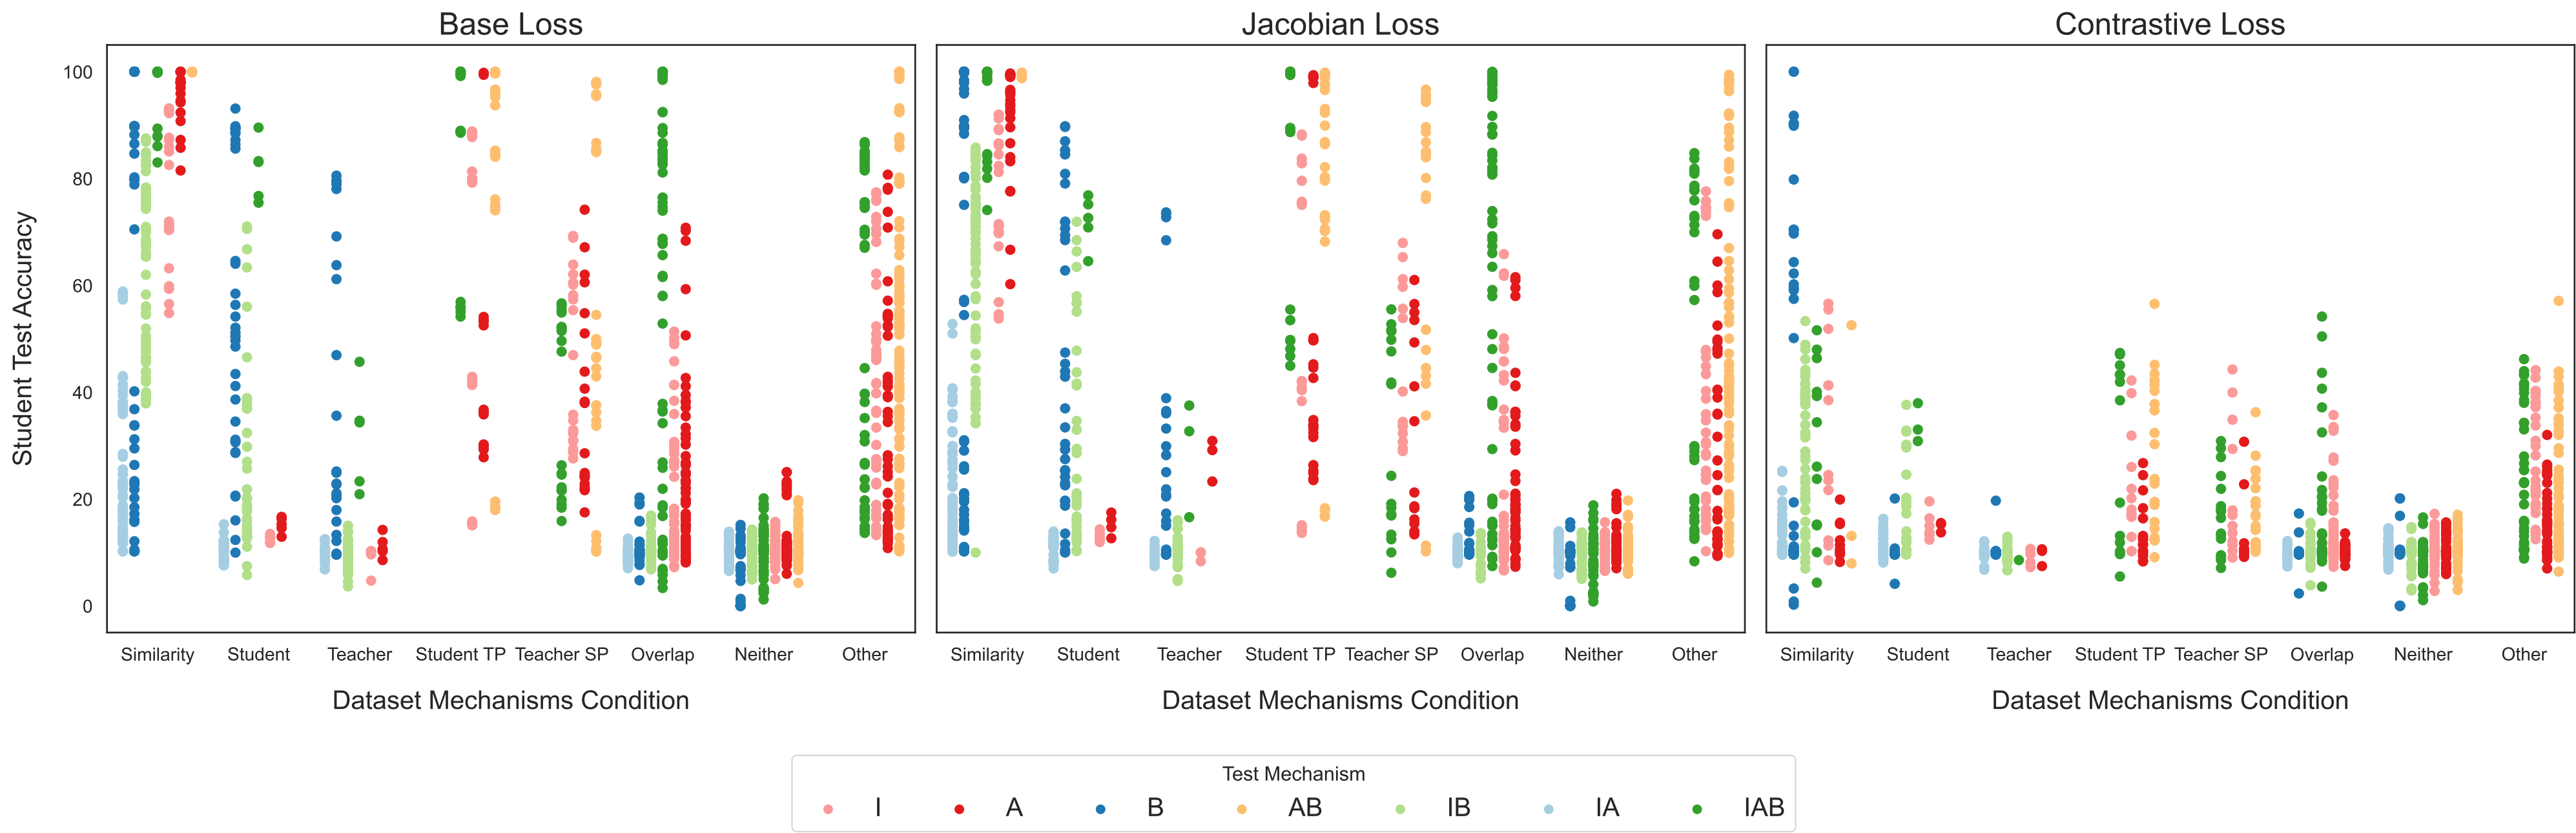 Base Loss
Jacobian Loss
Contrastive Loss
Student Test Accuracy
100
80
60
40
20
0
Similarity Student Teacher Student TP Teacher SP Overlap Neither Other
Similarity Student Teacher Student TP Teacher SP Overlap Neither Other
Similarity Student Teacher Student TP Teacher SP Overlap Neither Other
Dataset Mechanisms Condition
Dataset Mechanisms Condition
Dataset Mechanisms Condition
Test Mechanism
I A B AB IB IA IAB